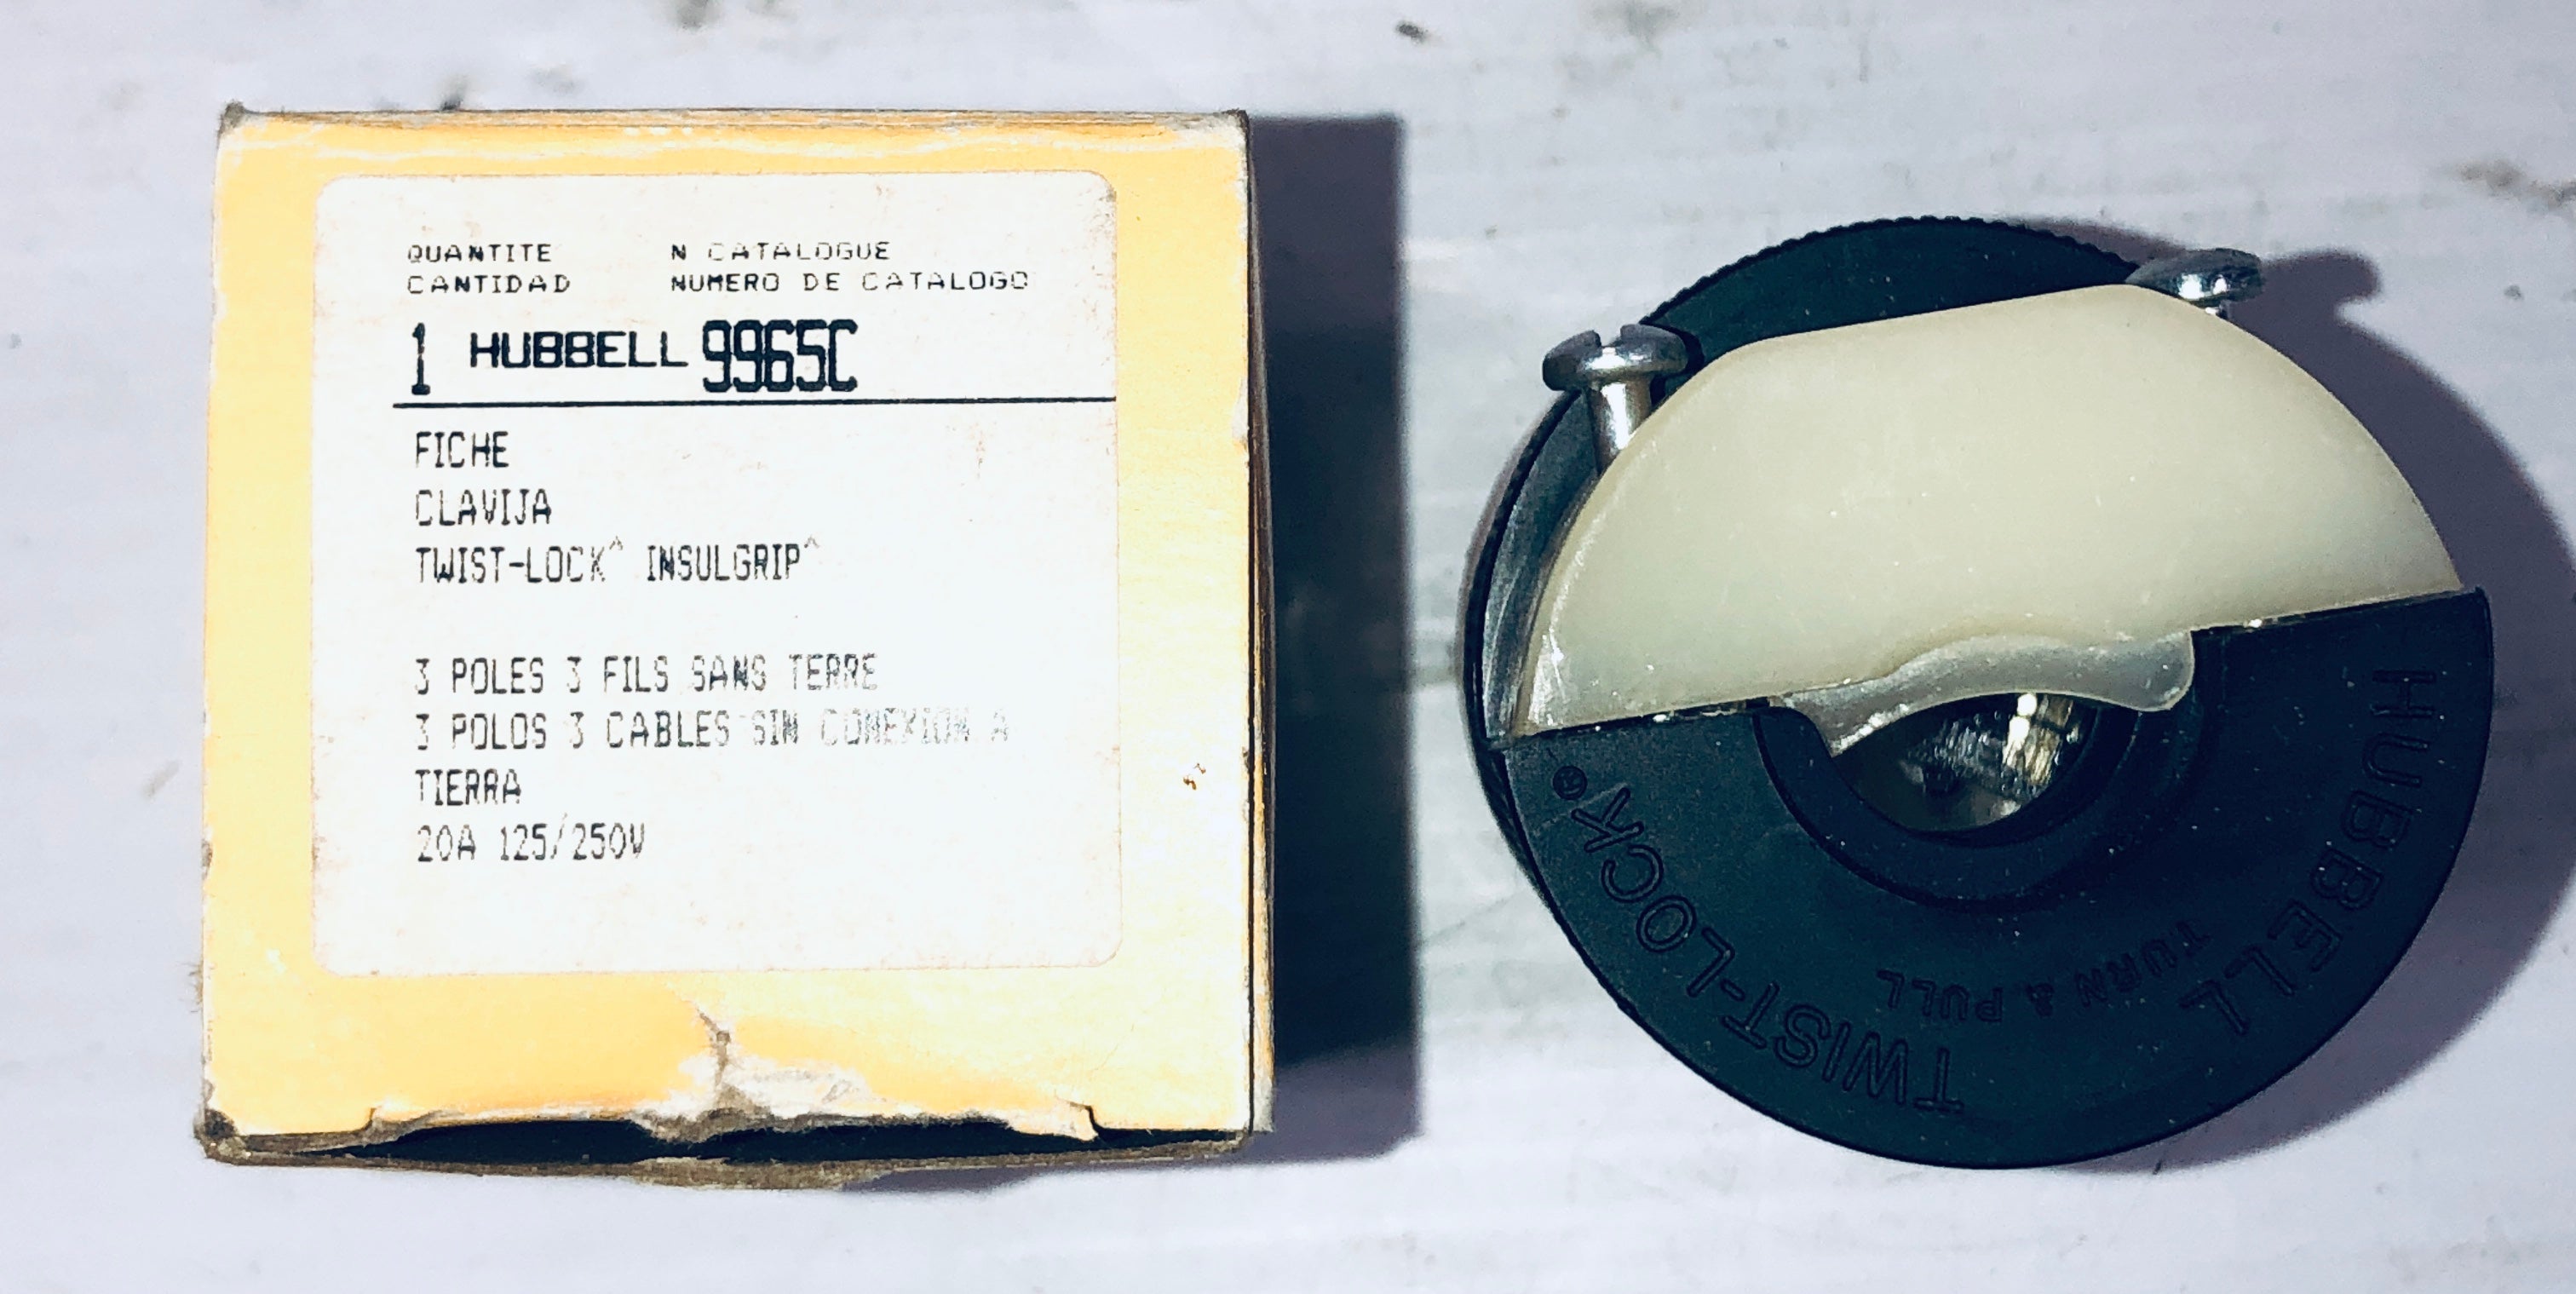 QUANTITE N CATALOGUE
CANTIDAD NUMERO DE CATALOGO
1 HUBBELL 9965C
FICHE
CLAVIJA
TWIST-LOCK^ INSULGRIP^
3 POLES 3 FILS SANS TERRE
3 POLOS 3 CABLES SIN CONEXION A
TIERRA
20A 125/250V
TWIST-LOCK®
HUBBELL
TURN & PULL